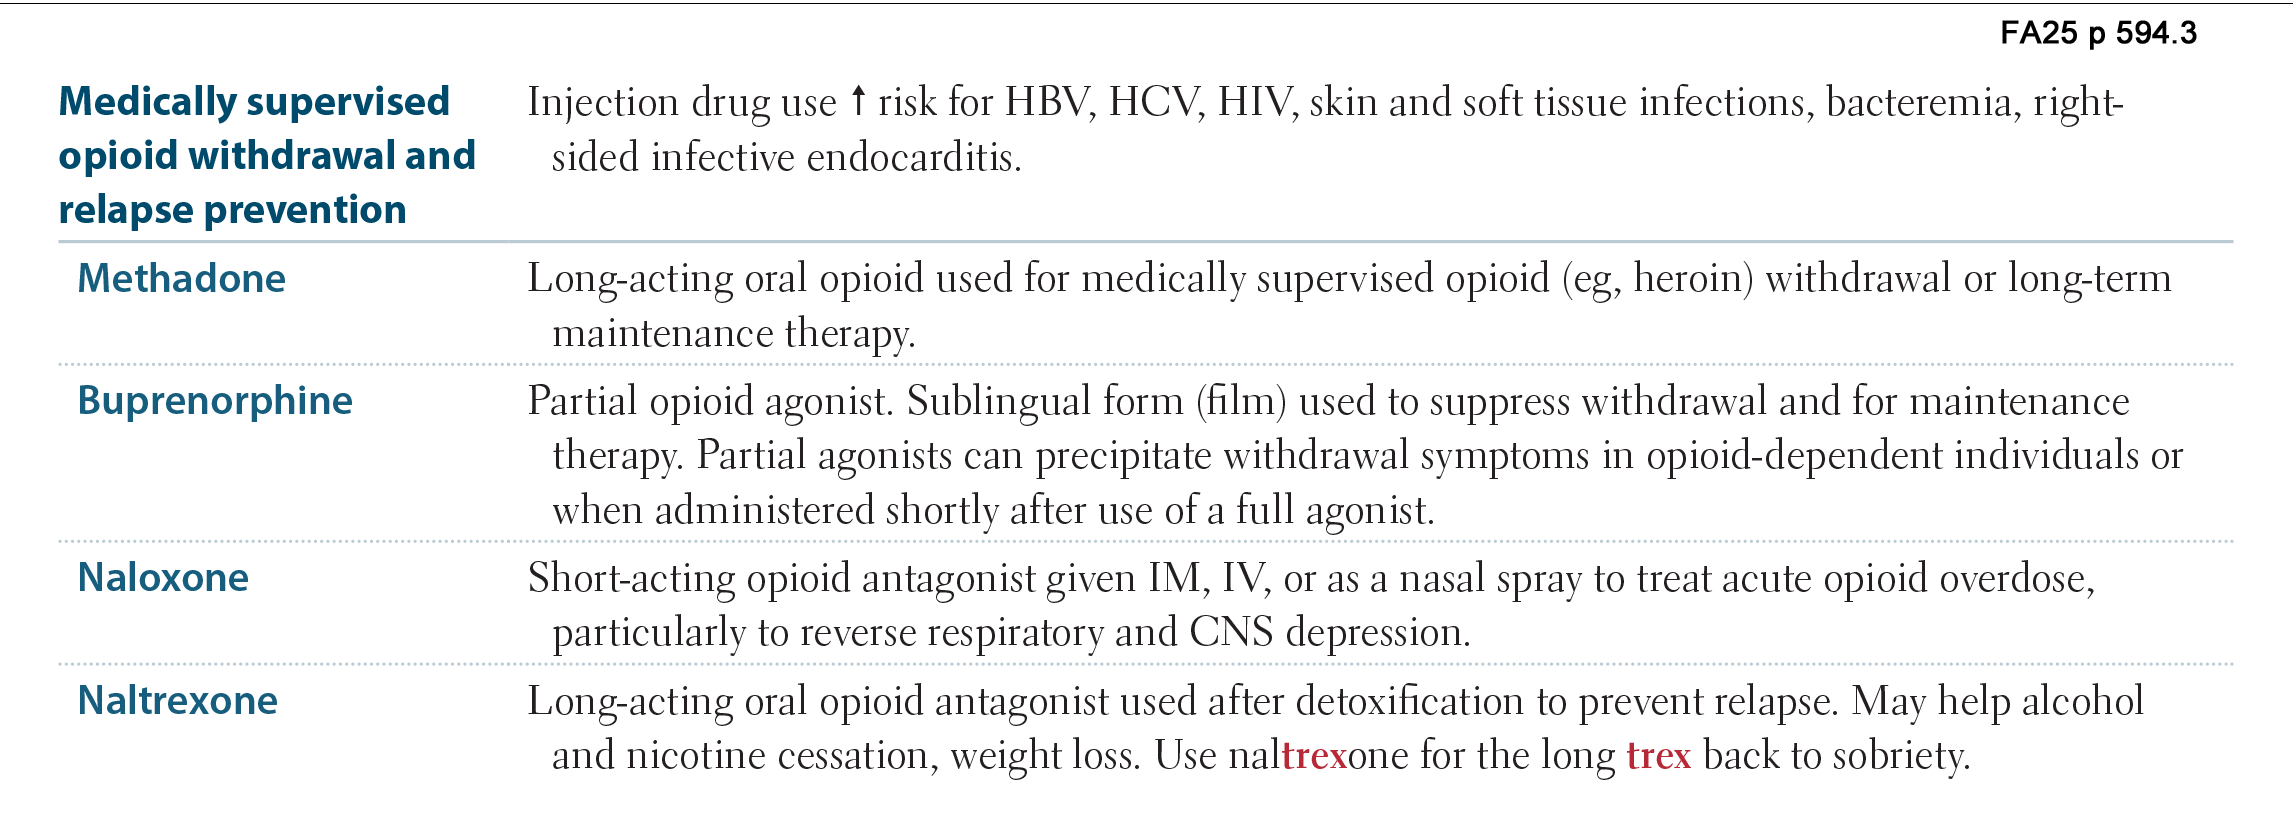 FA25 p 594.3
Medically supervised
opioid withdrawal and
relapse prevention
Injection drug use ↑ risk for HBV, HCV, HIV, skin and soft tissue infections, bacteremia, right-
sided infective endocarditis.
Methadone
Long-acting oral opioid used for medically supervised opioid (eg, heroin) withdrawal or long-term
maintenance therapy.
Buprenorphine
Partial opioid agonist. Sublingual form (film) used to suppress withdrawal and for maintenance
therapy. Partial agonists can precipitate withdrawal symptoms in opioid-dependent individuals or
when administered shortly after use of a full agonist.
Naloxone
Short-acting opioid antagonist given IM, IV, or as a nasal spray to treat acute opioid overdose,
particularly to reverse respiratory and CNS depression.
Naltrexone
Long-acting oral opioid antagonist used after detoxification to prevent relapse. May help alcohol
and nicotine cessation, weight loss. Use naltrexone for the long trex back to sobriety.